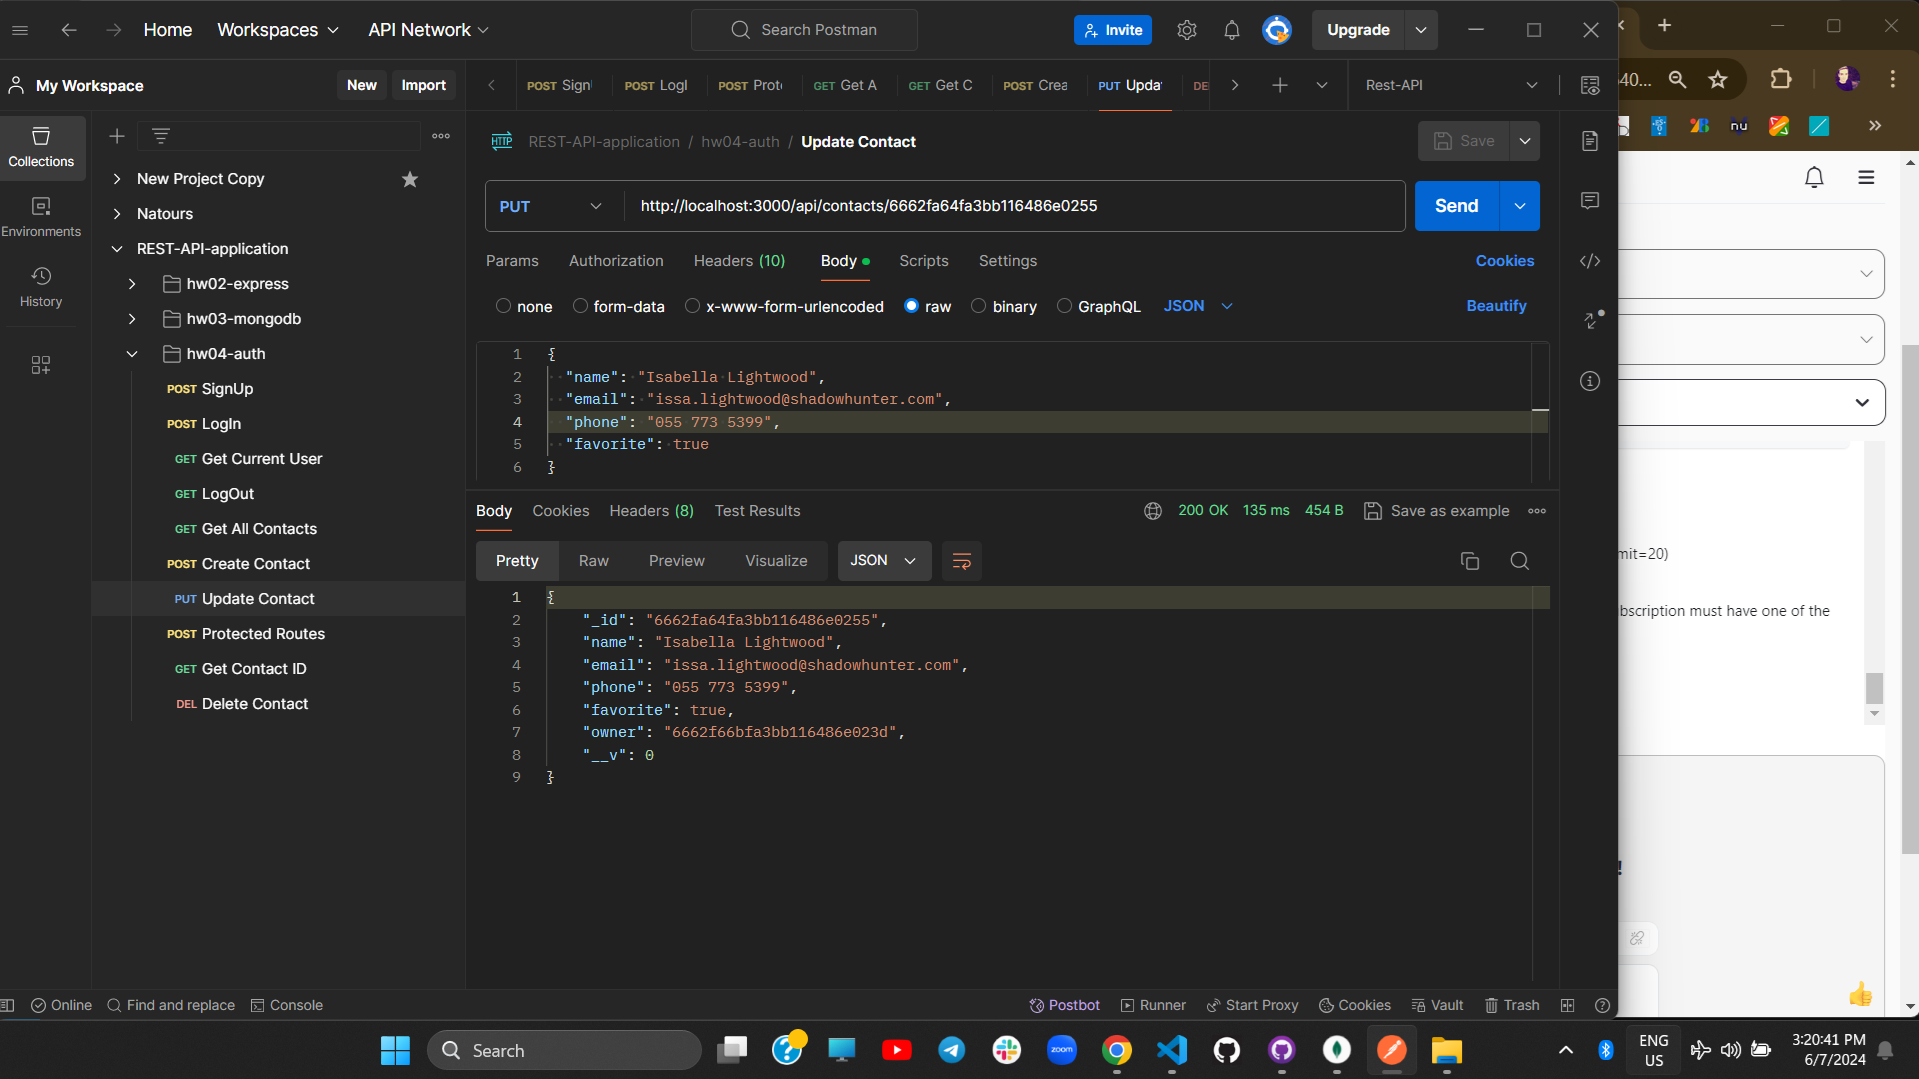 Home
Workspaces
API Network
Search Postman
Invite
Upgrade
My Workspace
New
Import
POST Sign
POST LogI
POST Prote
GET Get A
GET Get C
POST Crea
PUT Upda
DE
Rest-API
REST-API-application / hw04-auth / Update Contact
Save
Collections
Environments
History
New Project Copy
Natours
REST-API-application
hw02-express
hw03-mongodb
hw04-auth
POST SignUp
POST LogIn
GET Get Current User
GET LogOut
GET Get All Contacts
POST Create Contact
PUT Update Contact
POST Protected Routes
GET Get Contact ID
DEL Delete Contact
PUT
http://localhost:3000/api/contacts/6662fa64fa3bb116486e0255
Send
Params
Authorization
Headers (10)
Body
Scripts
Settings
Cookies
none
form-data
x-www-form-urlencoded
raw
binary
GraphQL
JSON
Beautify
1 {
2 "name": "Isabella Lightwood",
3 "email": "issa.lightwood@shadowhunter.com",
4 "phone": "055 773 5399",
5 "favorite": true
6 }
Body
Cookies
Headers (8)
Test Results
200 OK
135 ms
454 B
Save as example
Pretty
Raw
Preview
Visualize
JSON
1 {
2 "_id": "6662fa64fa3bb116486e0255",
3 "name": "Isabella Lightwood",
4 "email": "issa.lightwood@shadowhunter.com",
5 "phone": "055 773 5399",
6 "favorite": true,
7 "owner": "6662f66bfa3bb116486e023d",
8 "__v": 0
9 }
40...
nu
mit=20)
bscription must have one of the
!
Online
Find and replace
Console
Postbot
Runner
Start Proxy
Cookies
Vault
Trash
Search
zoom
ENG
US
3:20:41 PM
6/7/2024